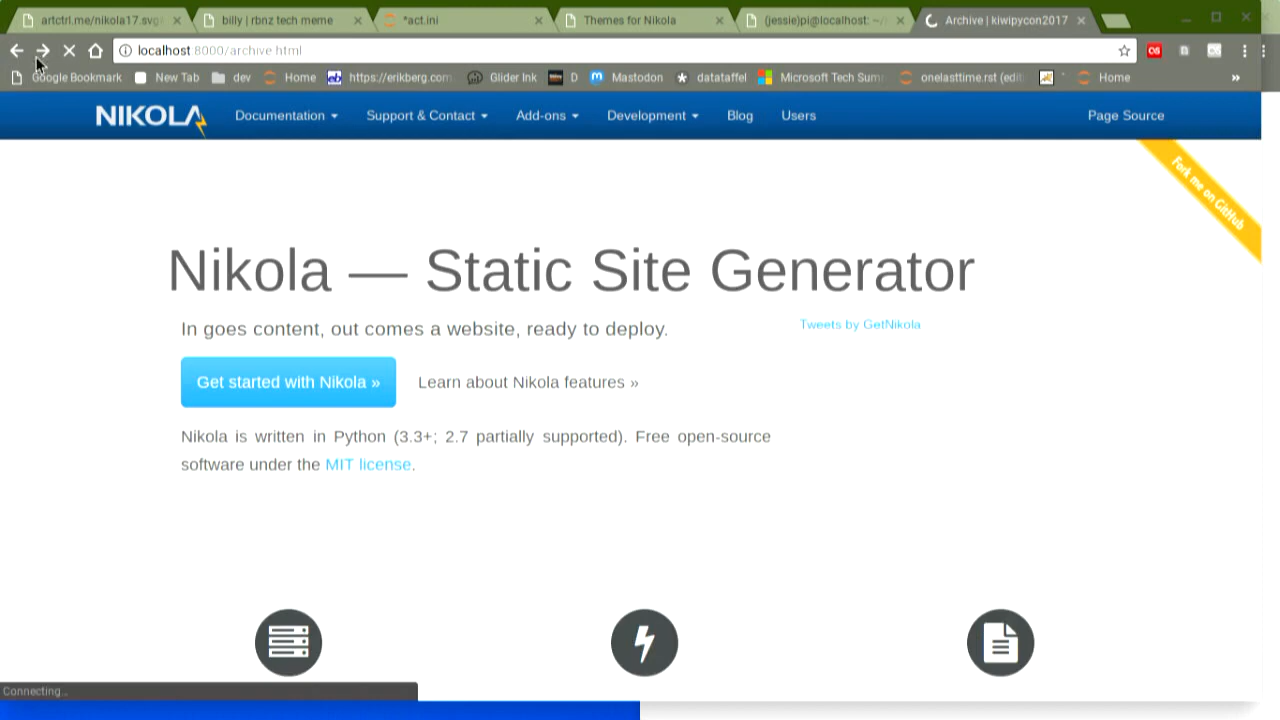 artctrl.me/nikola17.svg
billy | rbnz tech meme
*act.ini
Themes for Nikola
(jessie)pi@localhost: ~/
Archive | kiwipycon2017
localhost:8000/archive.html
Google Bookmark
New Tab
dev
Home
https://erikberg.com
Glider Ink
D
Mastodon
datataffel
Microsoft Tech Sum
onelasttime.rst (edit
Home
»
NIKOLA
Documentation
Support & Contact
Add-ons
Development
Blog
Users
Page Source
Fork me on GitHub
Nikola — Static Site Generator
In goes content, out comes a website, ready to deploy.
Tweets by GetNikola
Get started with Nikola »
Learn about Nikola features »
Nikola is written in Python (3.3+; 2.7 partially supported). Free open-source
software under the MIT license.
Connecting...